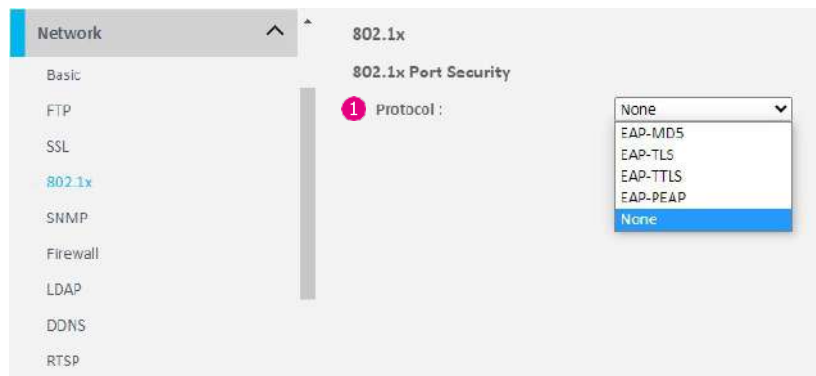 Network
Basic
FTP
SSL
802.1x
SNMP
Firewall
LDAP
DDNS
RTSP
802.1x
802.1x Port Security
1 Protocol :
None
EAP-MD5
EAP-TLS
EAP-TTLS
EAP-PEAP
None